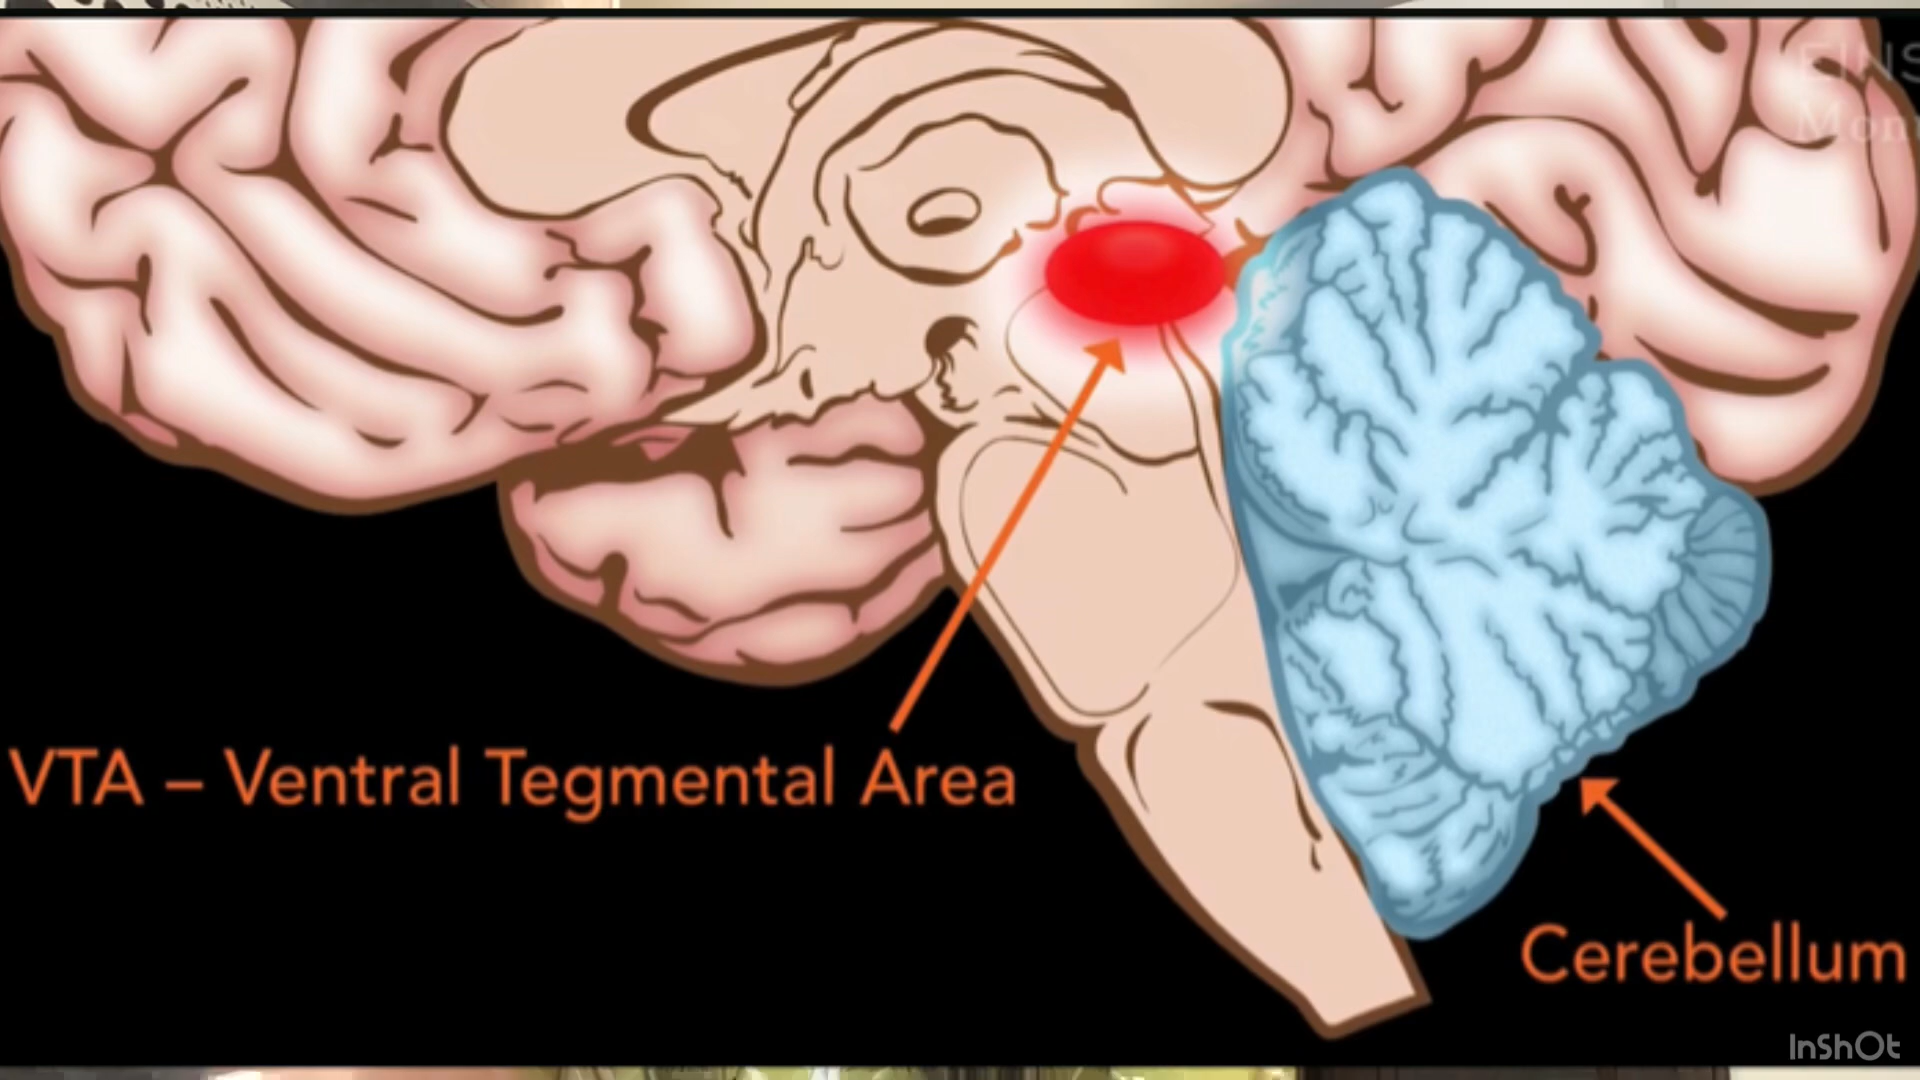 VTA – Ventral Tegmental Area
Cerebellum
InShOt